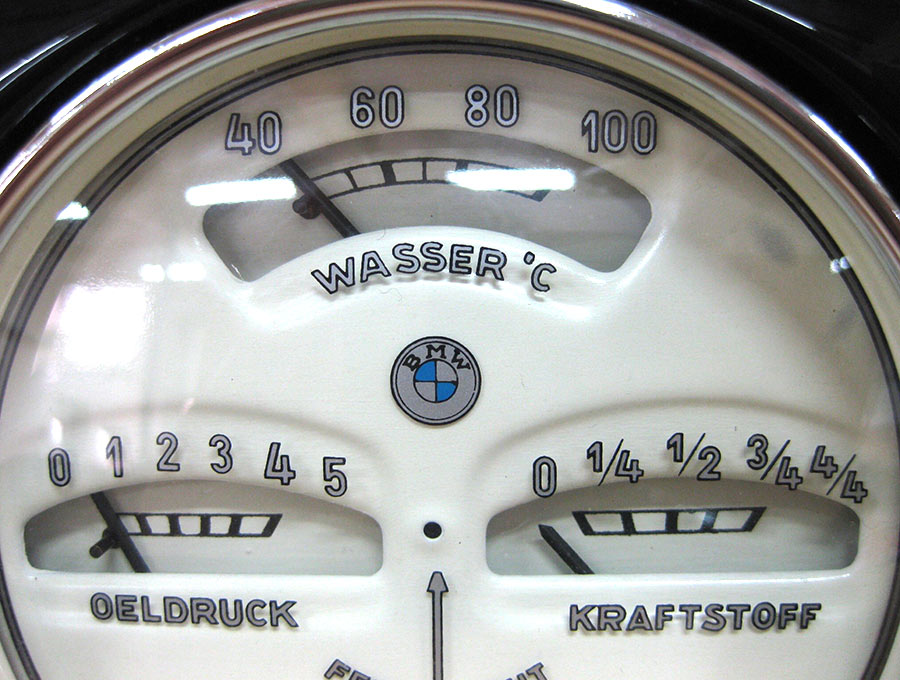 40 60 80 100
WASSER °C
BMW
0 1 2 3 4 5
0 1/4 1/2 3/4 4/4
OELDRUCK
KRAFTSTOFF